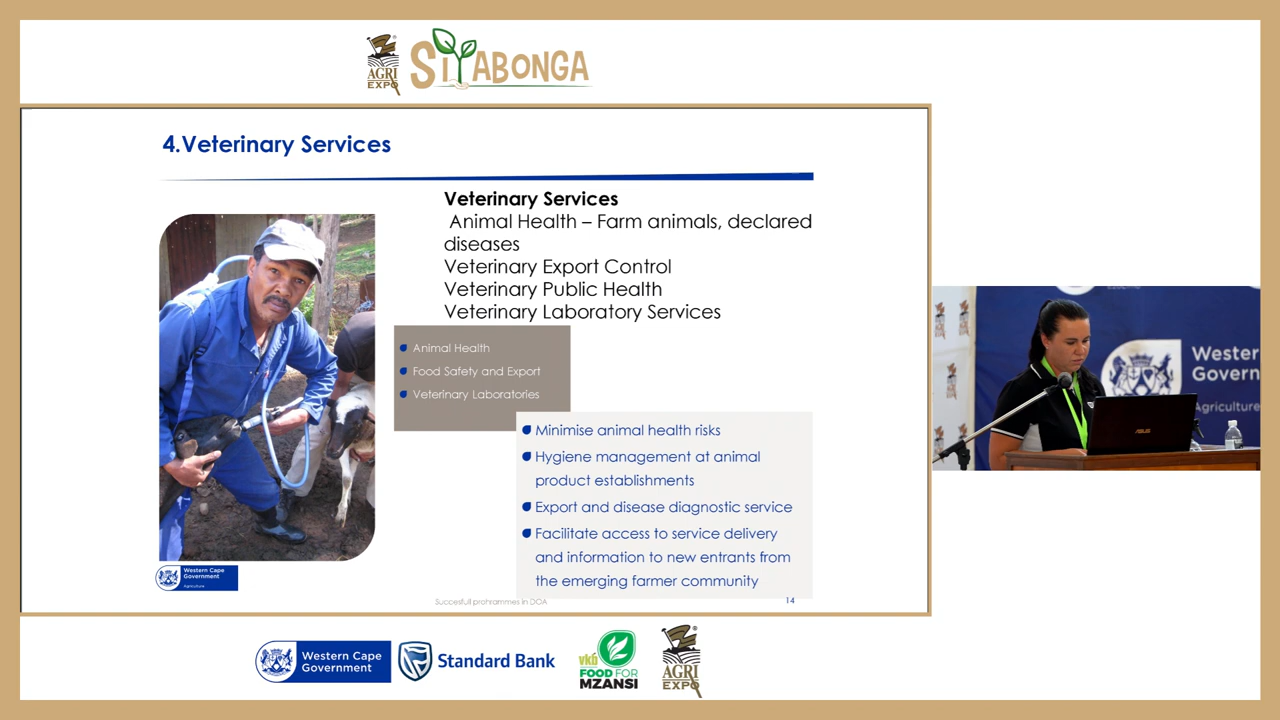 AGRI
EXPO
SIYABONGA
4.Veterinary Services
Veterinary Services
Animal Health – Farm animals, declared
diseases
Veterinary Export Control
Veterinary Public Health
Veterinary Laboratory Services
Animal Health
Food Safety and Export
Veterinary Laboratories
Minimise animal health risks
Hygiene management at animal
product establishments
Export and disease diagnostic service
Facilitate access to service delivery
and information to new entrants from
the emerging farmer community
Western Cape
Government
Agriculture
Succesfull prohrammes in DOA
14
Wester
Govern
Agriculture
ASUS
Western Cape
Government
Standard Bank
vkb
FOOD FOR
MZANSI
AGRI
EXPO